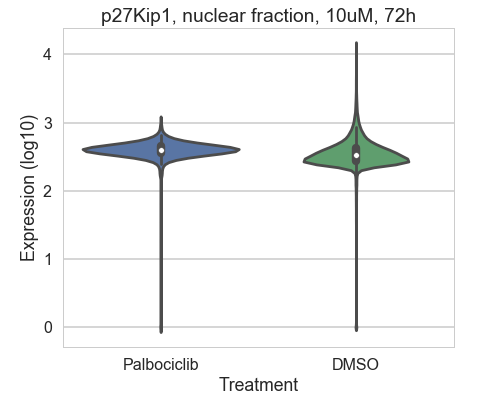 p27Kip1, nuclear fraction, 10uM, 72h
Expression (log10)
4
3
2
1
0
Palbociclib DMSO
Treatment